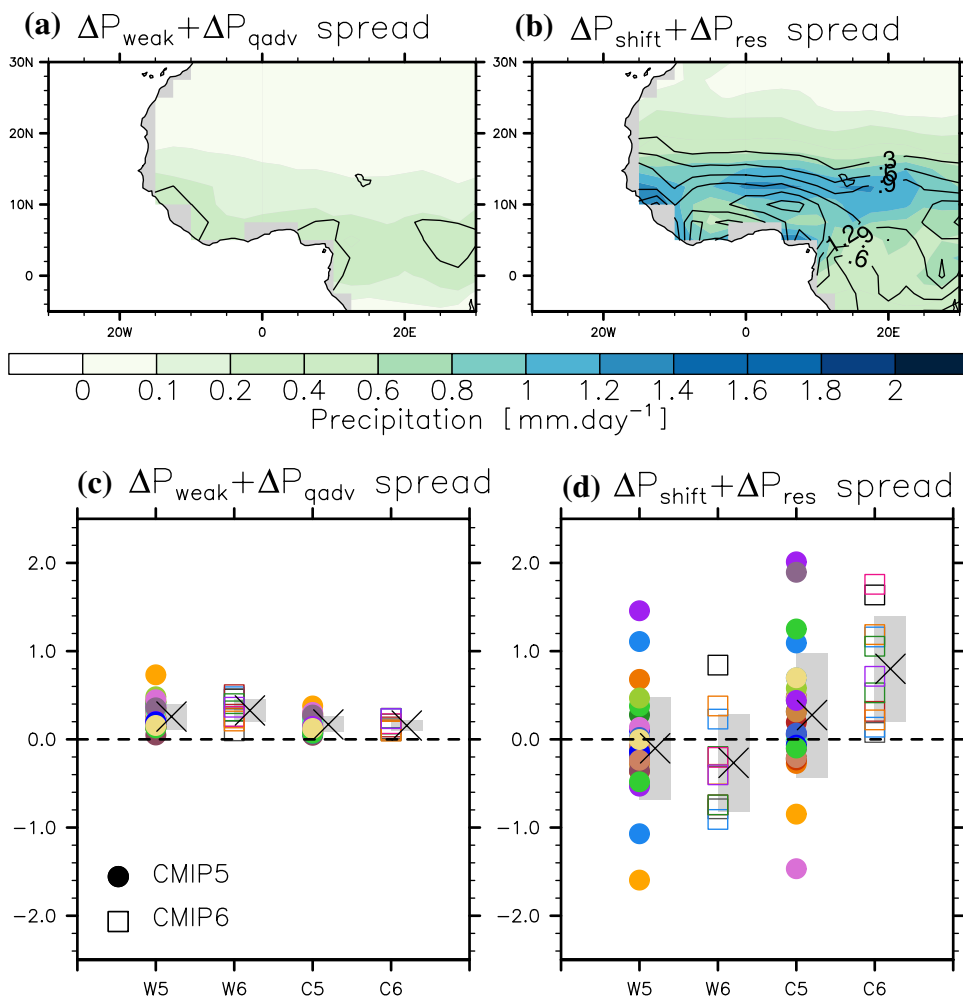 (a) ΔPweak+ΔPqadv spread
(b) ΔPshift+ΔPres spread
30N
20N
10N
0
20W 0 20E
30N
20N
10N
0
.3
.6
.9
1.2
.9
.6
20W 0 20E
0 0.1 0.2 0.4 0.6 0.8 1 1.2 1.4 1.6 1.8 2
Precipitation [mm.day⁻¹]
(c) ΔPweak+ΔPqadv spread
(d) ΔPshift+ΔPres spread
2.0
1.0
0.0
−1.0
−2.0
CMIP5
CMIP6
W5 W6 C5 C6
2.0
1.0
0.0
−1.0
−2.0
W5 W6 C5 C6